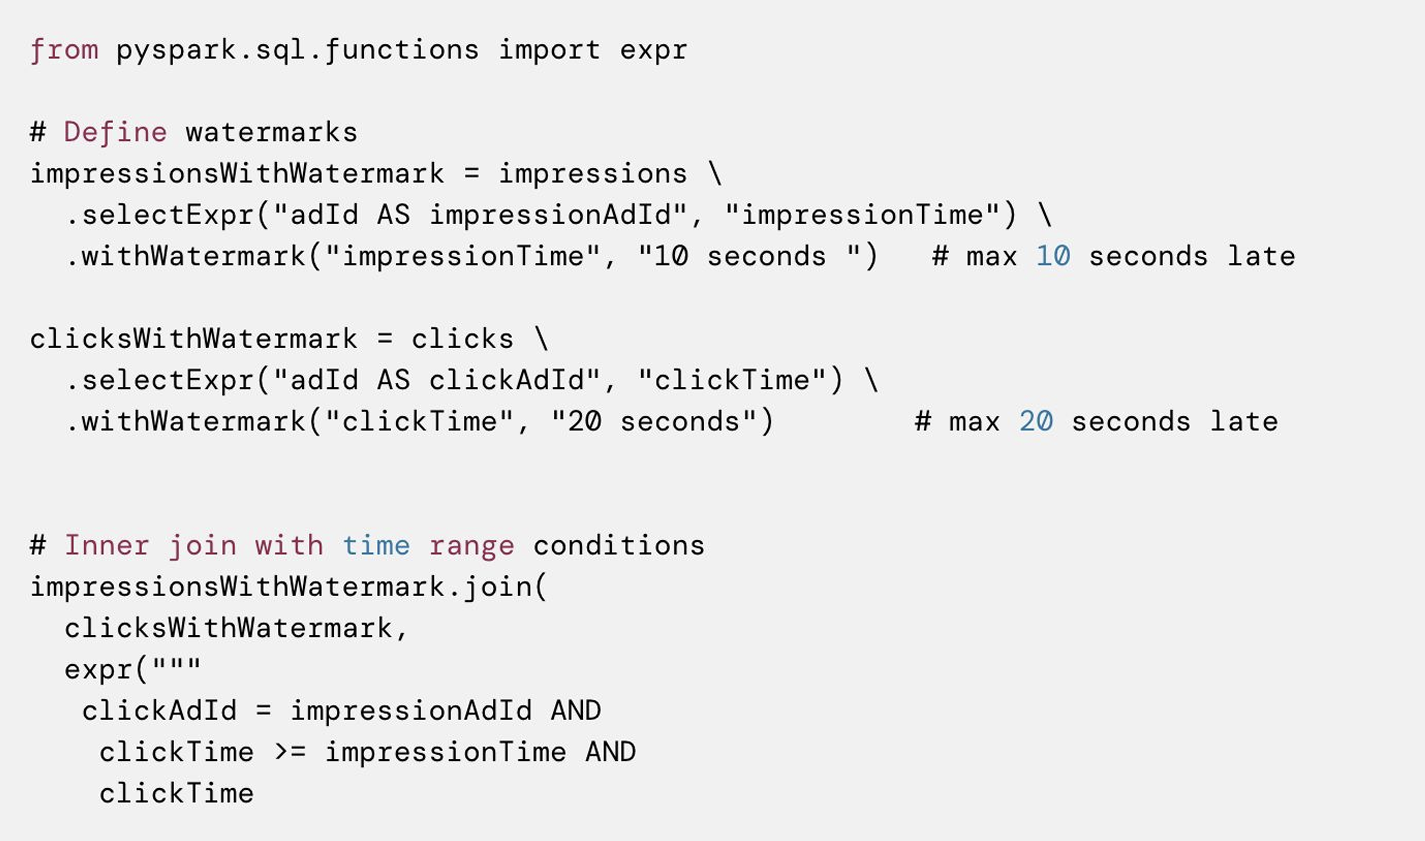 from pyspark.sql.functions import expr
# Define watermarks
impressionsWithWatermark = impressions \
.selectExpr("adId AS impressionAdId", "impressionTime") \
.withWatermark("impressionTime", "10 seconds ")   # max 10 seconds late
clicksWithWatermark = clicks \
.selectExpr("adId AS clickAdId", "clickTime") \
.withWatermark("clickTime", "20 seconds")        # max 20 seconds late
# Inner join with time range conditions
impressionsWithWatermark.join(
clicksWithWatermark,
expr("""
clickAdId = impressionAdId AND
clickTime >= impressionTime AND
clickTime